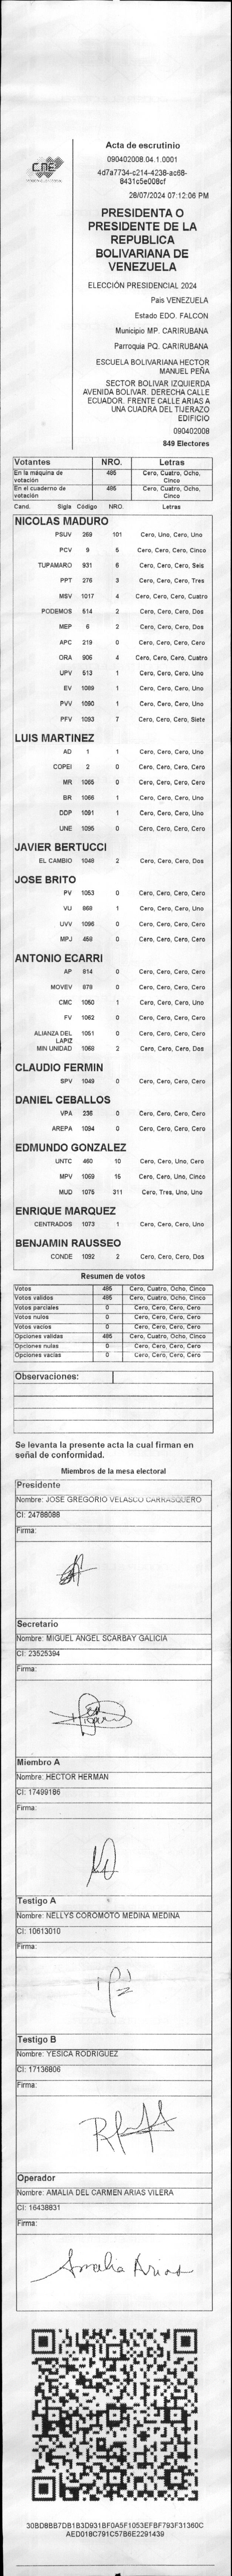 CNE
Acta de escrutinio
090402008.04.1.0001
4d7a7734-c214-4238-ac68-
8431c5e008cf
28/07/2024 07:12:06 PM
PRESIDENTA O
PRESIDENTE DE LA
REPUBLICA
BOLIVARIANA DE
VENEZUELA
ELECCIÓN PRESIDENCIAL 2024
Pais VENEZUELA
Estado EDO. FALCON
Municipio MP. CARIRUBANA
Parroquia PQ. CARIRUBANA
ESCUELA BOLIVARIANA HECTOR
MANUEL PEÑA
SECTOR BOLIVAR IZQUIERDA
AVENIDA BOLIVAR. DERECHA CALLE
ECUADOR. FRENTE CALLE ARIAS A
UNA CUADRA DEL TIJERAZO
EDIFICIO
090402008
849 Electores
Votantes NRO. Letras
En la máquina de votación 485 Cero, Cuatro, Ocho, Cinco
En el cuaderno de votación 485 Cero, Cuatro, Ocho, Cinco
Cand. Sigla Código NRO. Letras
NICOLAS MADURO
PSUV 269 101 Cero, Uno, Cero, Uno
PCV 9 5 Cero, Cero, Cero, Cinco
TUPAMARO 931 6 Cero, Cero, Cero, Seis
PPT 276 3 Cero, Cero, Cero, Tres
MSV 1017 4 Cero, Cero, Cero, Cuatro
PODEMOS 514 2 Cero, Cero, Cero, Dos
MEP 6 2 Cero, Cero, Cero, Dos
APC 219 0 Cero, Cero, Cero, Cero
ORA 906 4 Cero, Cero, Cero, Cuatro
UPV 513 1 Cero, Cero, Cero, Uno
EV 1089 1 Cero, Cero, Cero, Uno
PVV 1090 1 Cero, Cero, Cero, Uno
PFV 1093 7 Cero, Cero, Cero, Siete
LUIS MARTINEZ
AD 1 1 Cero, Cero, Cero, Uno
COPEI 2 0 Cero, Cero, Cero, Cero
MR 1065 0 Cero, Cero, Cero, Cero
BR 1066 1 Cero, Cero, Cero, Uno
DDP 1091 1 Cero, Cero, Cero, Uno
UNE 1095 0 Cero, Cero, Cero, Cero
JAVIER BERTUCCI
EL CAMBIO 1048 2 Cero, Cero, Cero, Dos
JOSE BRITO
PV 1053 0 Cero, Cero, Cero, Cero
VU 868 1 Cero, Cero, Cero, Uno
UVV 1096 0 Cero, Cero, Cero, Cero
MPJ 458 0 Cero, Cero, Cero, Cero
ANTONIO ECARRI
AP 814 0 Cero, Cero, Cero, Cero
MOVEV 879 0 Cero, Cero, Cero, Cero
CMC 1050 1 Cero, Cero, Cero, Uno
FV 1062 0 Cero, Cero, Cero, Cero
ALIANZA DEL LAPIZ 1051 0 Cero, Cero, Cero, Cero
MIN UNIDAD 1068 2 Cero, Cero, Cero, Dos
CLAUDIO FERMIN
SPV 1049 0 Cero, Cero, Cero, Cero
DANIEL CEBALLOS
VPA 236 0 Cero, Cero, Cero, Cero
AREPA 1094 0 Cero, Cero, Cero, Cero
EDMUNDO GONZALEZ
UNTC 460 10 Cero, Cero, Uno, Cero
MPV 1069 15 Cero, Cero, Uno, Cinco
MUD 1075 311 Cero, Tres, Uno, Uno
ENRIQUE MARQUEZ
CENTRADOS 1073 1 Cero, Cero, Cero, Uno
BENJAMIN RAUSSEO
CONDE 1092 2 Cero, Cero, Cero, Dos
Resumen de votos
Votos 485 Cero, Cuatro, Ocho, Cinco
Votos validos 485 Cero, Cuatro, Ocho, Cinco
Votos parciales 0 Cero, Cero, Cero, Cero
Votos nulos 0 Cero, Cero, Cero, Cero
Votos vacios 0 Cero, Cero, Cero, Cero
Opciones validas 485 Cero, Cuatro, Ocho, Cinco
Opciones nulas 0 Cero, Cero, Cero, Cero
Opciones vacias 0 Cero, Cero, Cero, Cero
Observaciones:
Se levanta la presente acta la cual firman en
señal de conformidad.
Miembros de la mesa electoral
Presidente
Nombre: JOSE GREGORIO VELASCO CARRASQUERO
CI: 24788088
Firma:
Secretario
Nombre: MIGUEL ANGEL SCARBAY GALICIA
CI: 23525394
Firma:
Miembro A
Nombre: HECTOR HERMAN
CI: 17499186
Firma:
Testigo A
Nombre: NELLYS COROMOTO MEDINA MEDINA
CI: 10613010
Firma:
Testigo B
Nombre: YESICA RODRIGUEZ
CI: 17136806
Firma:
Operador
Nombre: AMALIA DEL CARMEN ARIAS VILERA
CI: 16438831
Firma:
Amalia Arias
30BD8BB7DB1B3D931BF0A5F1053EFBF793F31360C
AED018C791C57B6E2291439